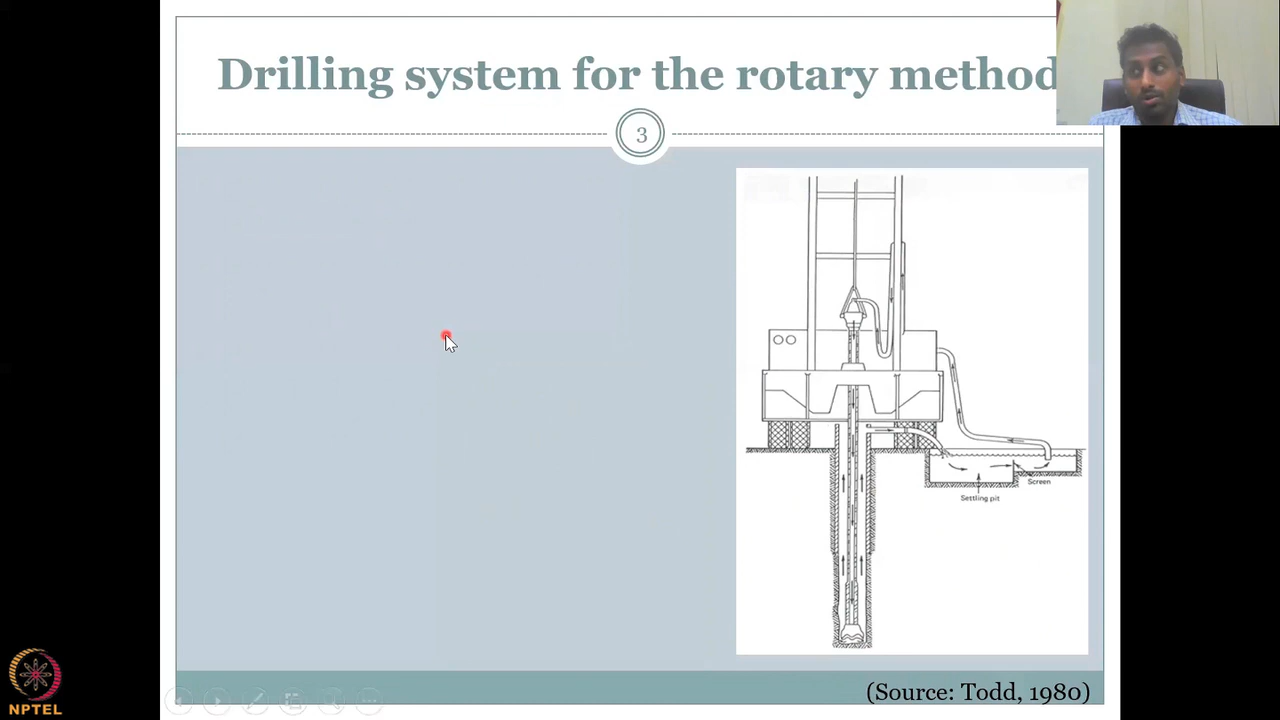 Drilling system for the rotary method
3
Screen
Settling pit
(Source: Todd, 1980)
NPTEL